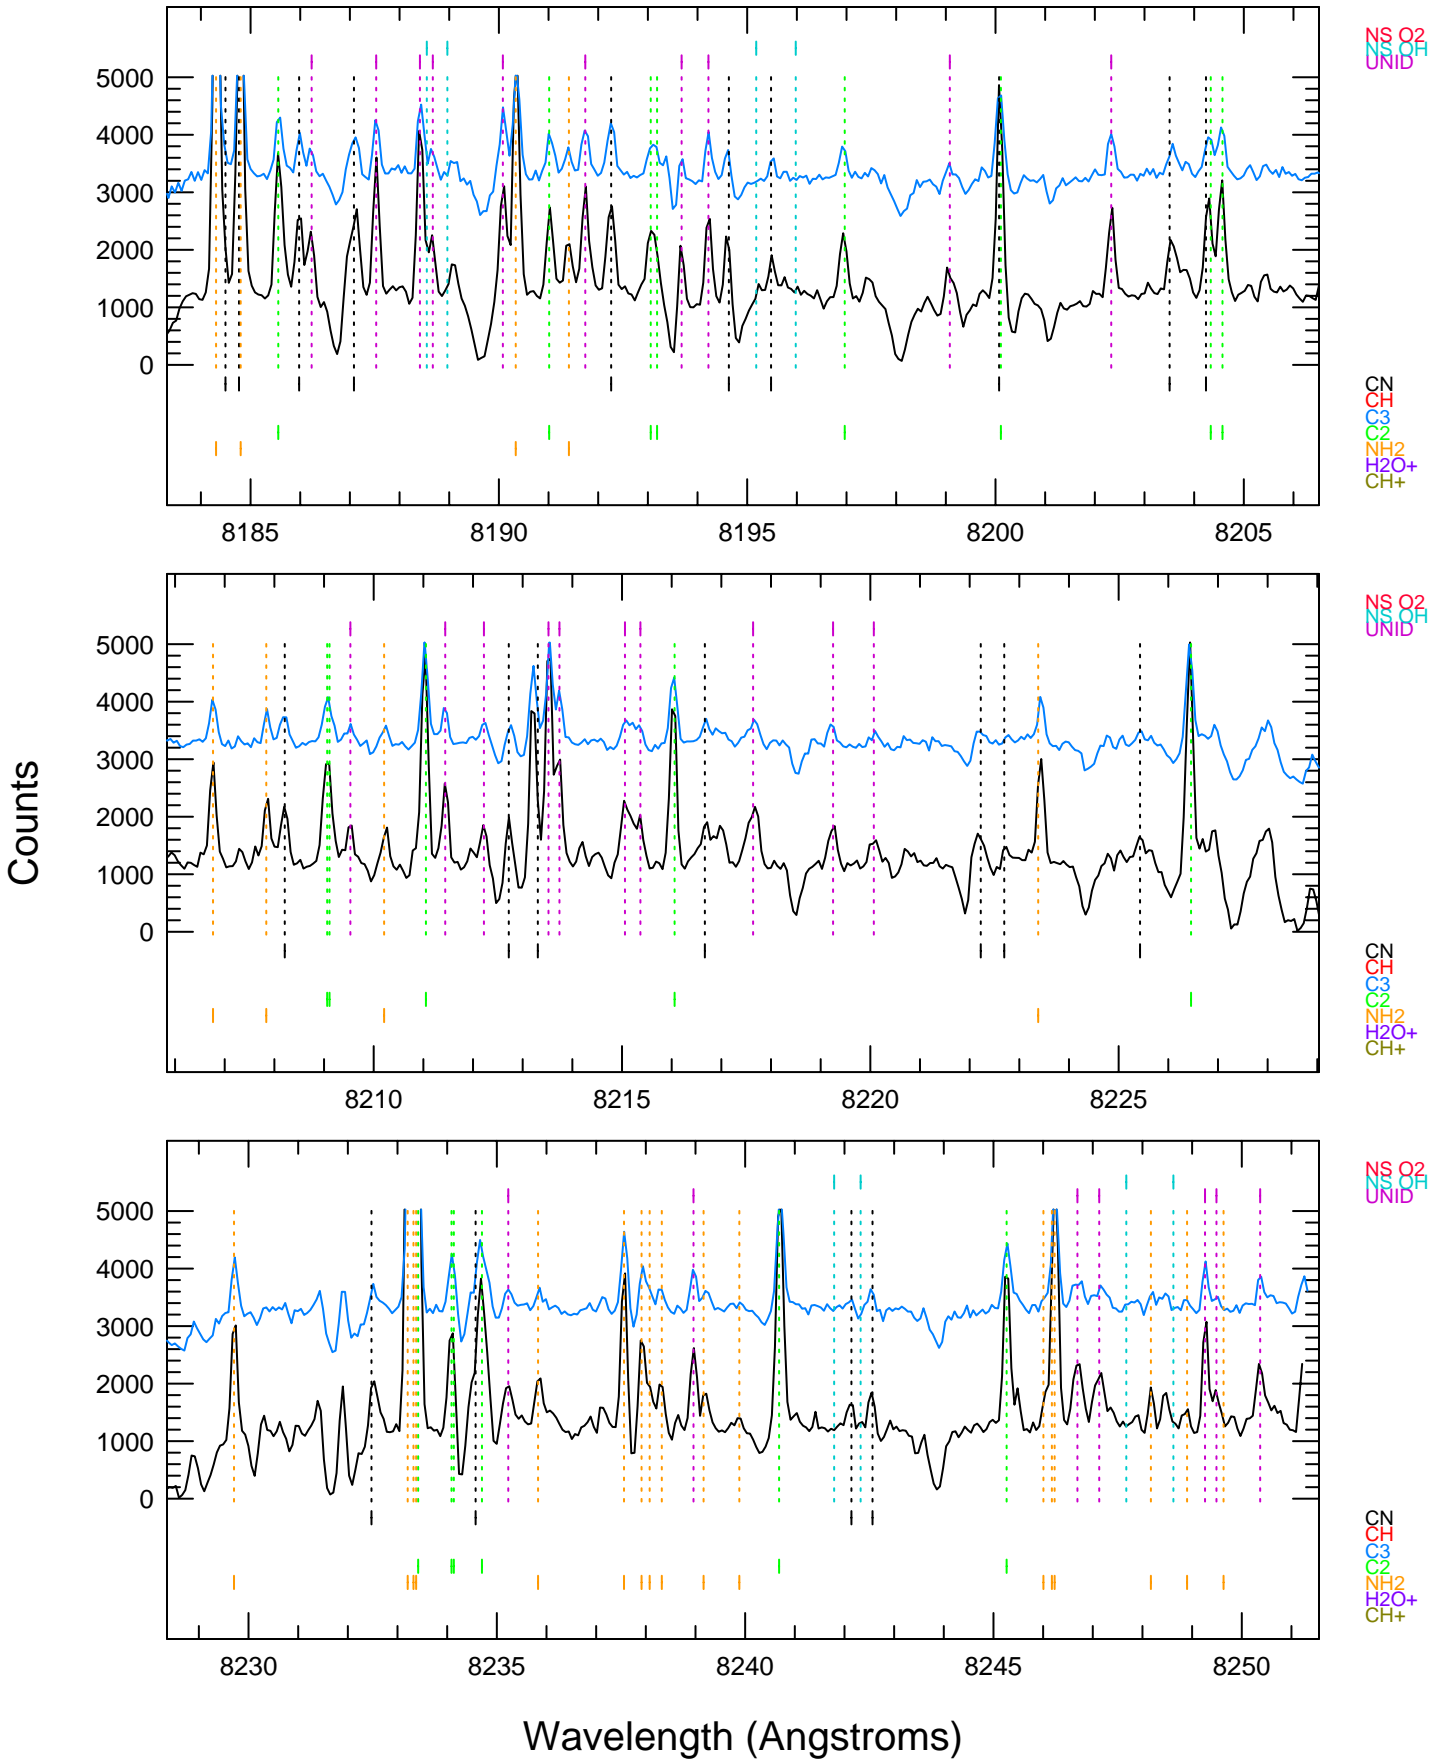 NS O2
NS OH
UNID
5000
4000
3000
2000
1000
0
CN
CH
C3
C2
NH2
H2O+
CH+
8185 8190 8195 8200 8205
NS O2
NS OH
UNID
5000
4000
3000
2000
1000
0
Counts
CN
CH
C3
C2
NH2
H2O+
CH+
8210 8215 8220 8225
NS O2
NS OH
UNID
5000
4000
3000
2000
1000
0
CN
CH
C3
C2
NH2
H2O+
CH+
8230 8235 8240 8245 8250
Wavelength (Angstroms)